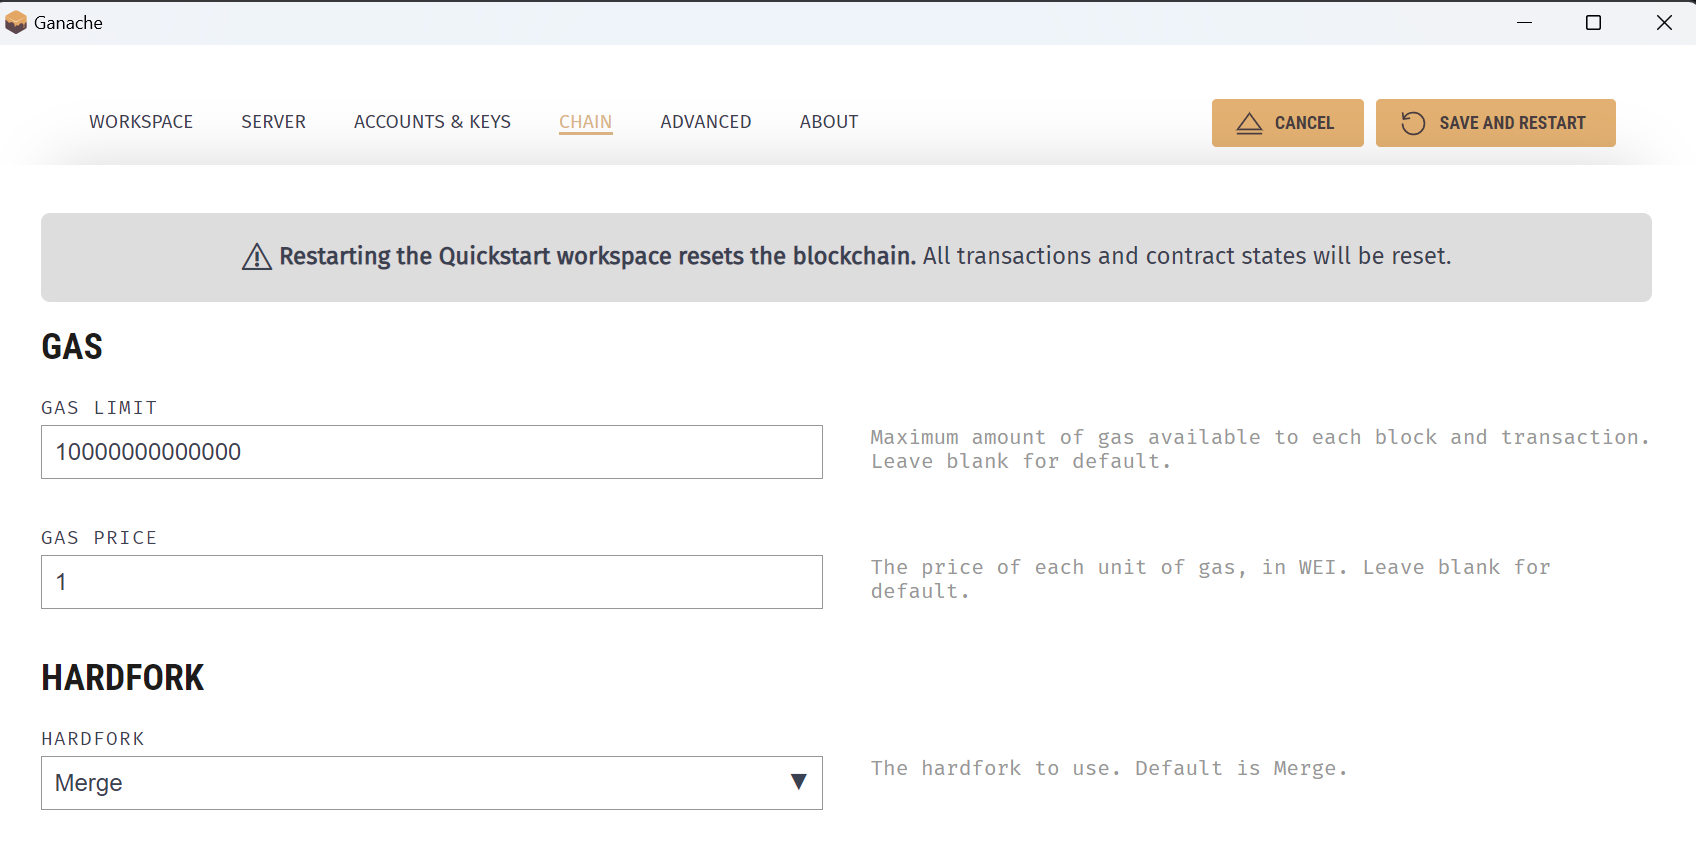 Ganache
WORKSPACE SERVER ACCOUNTS & KEYS CHAIN ADVANCED ABOUT CANCEL SAVE AND RESTART
Restarting the Quickstart workspace resets the blockchain. All transactions and contract states will be reset.
GAS
GAS LIMIT
10000000000000
Maximum amount of gas available to each block and transaction.
Leave blank for default.
GAS PRICE
1
The price of each unit of gas, in WEI. Leave blank for
default.
HARDFORK
HARDFORK
Merge
The hardfork to use. Default is Merge.